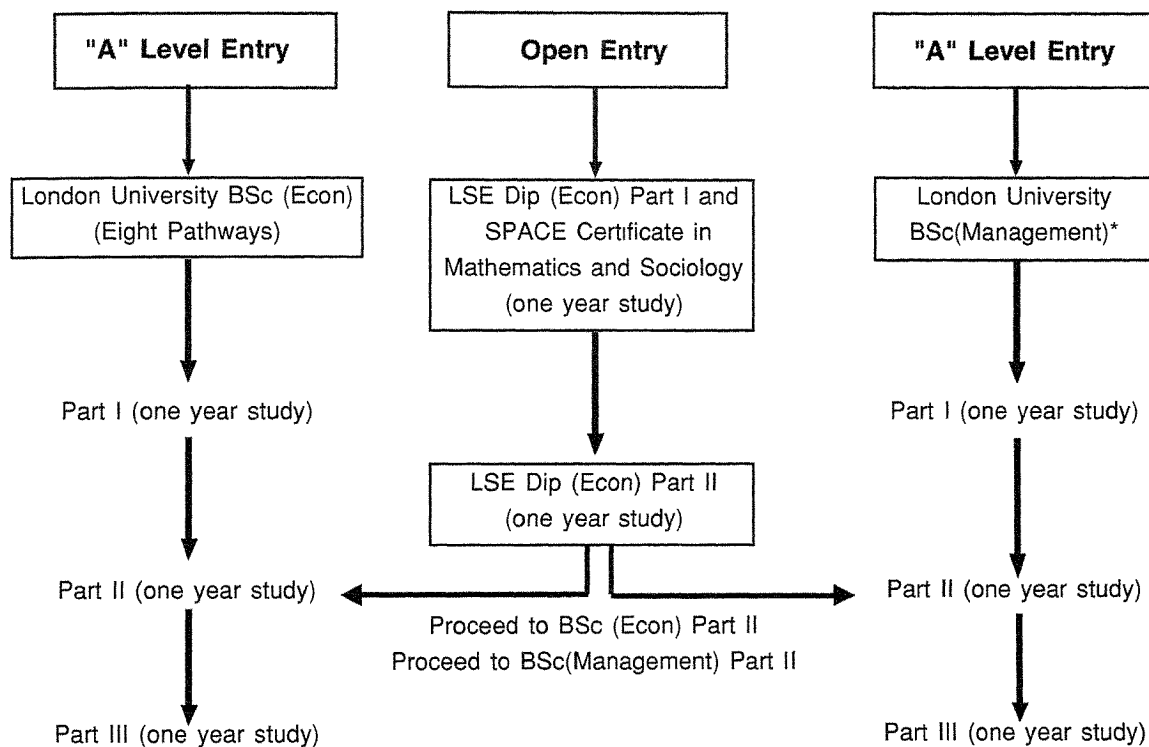 "A" Level Entry
Open Entry
"A" Level Entry
London University BSc (Econ)
(Eight Pathways)
LSE Dip (Econ) Part I and
SPACE Certificate in
Mathematics and Sociology
(one year study)
London University
BSc(Management)*
Part I (one year study)
Part I (one year study)
LSE Dip (Econ) Part II
(one year study)
Part II (one year study)
Part II (one year study)
Proceed to BSc (Econ) Part II
Proceed to BSc(Management) Part II
Part III (one year study)
Part III (one year study)